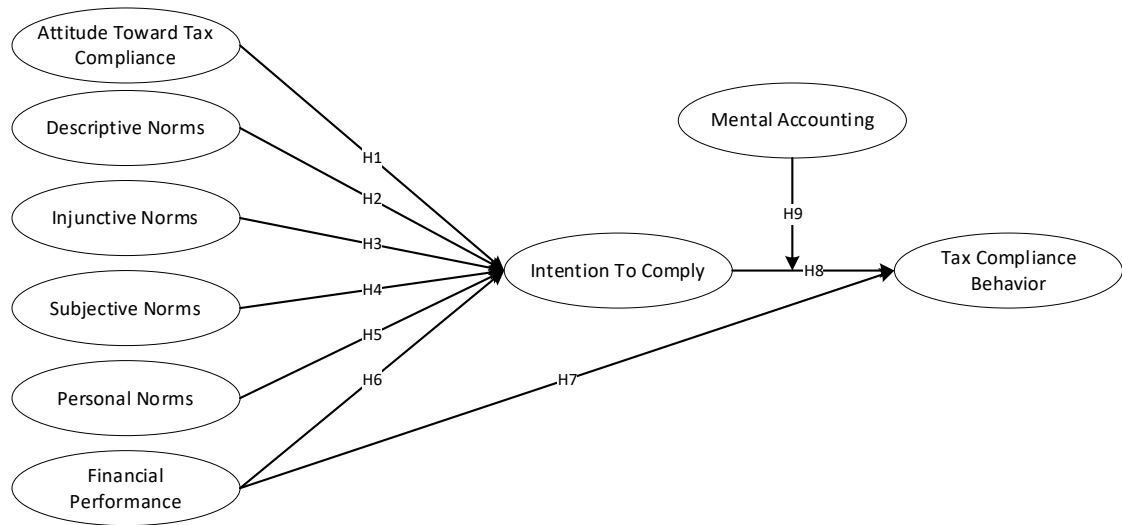 Attitude Toward Tax
Compliance
Descriptive Norms
Injunctive Norms
Subjective Norms
Personal Norms
Financial
Performance
H1
H2
H3
H4
H5
H6
H7
Intention To Comply
Mental Accounting
H9
H8
Tax Compliance
Behavior